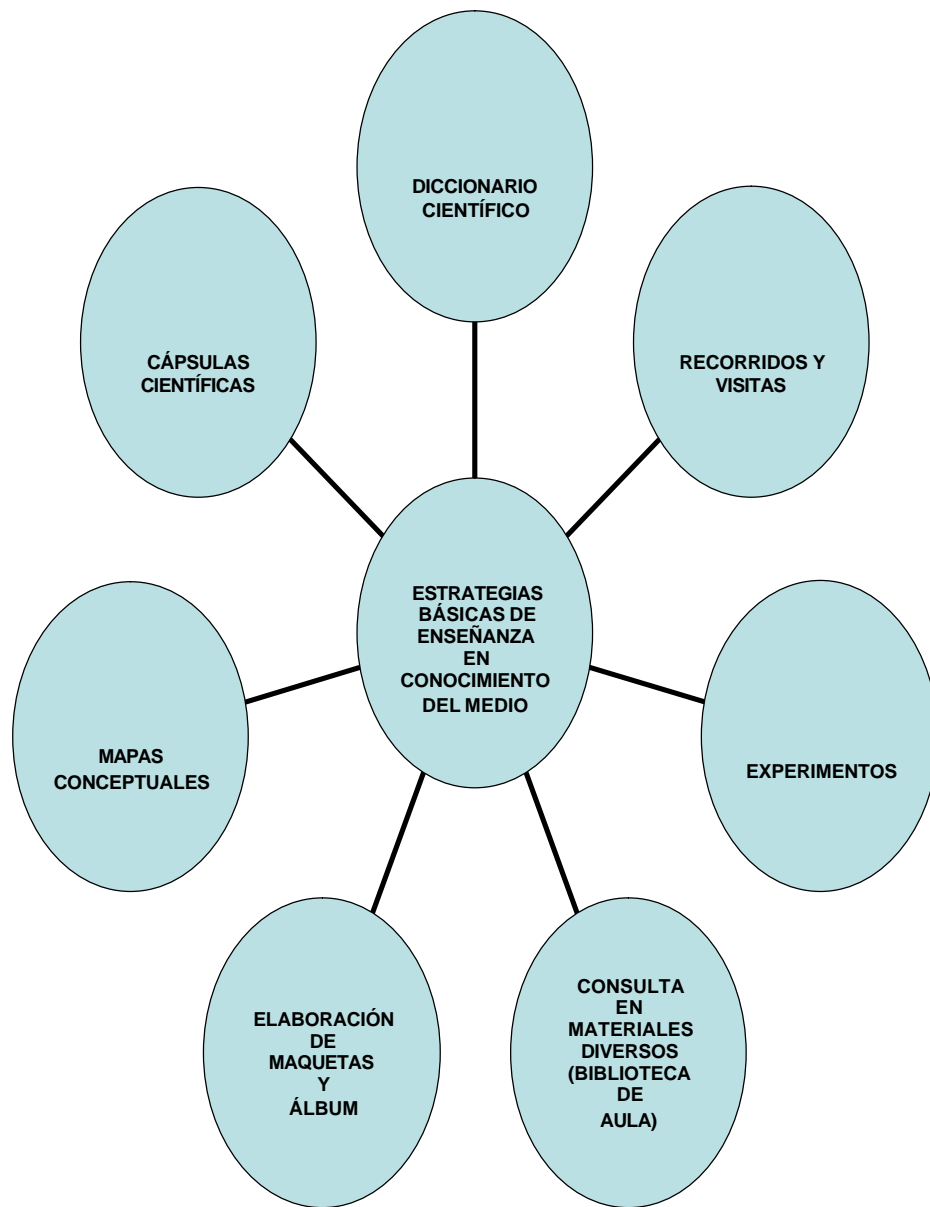 DICCIONARIO
CIENTÍFICO
CÁPSULAS
CIENTÍFICAS
RECORRIDOS Y
VISITAS
ESTRATEGIAS
BÁSICAS DE
ENSEÑANZA
EN
CONOCIMIENTO
DEL MEDIO
MAPAS
CONCEPTUALES
EXPERIMENTOS
ELABORACIÓN
DE
MAQUETAS
Y
ÁLBUM
CONSULTA
EN
MATERIALES
DIVERSOS
(BIBLIOTECA
DE
AULA)